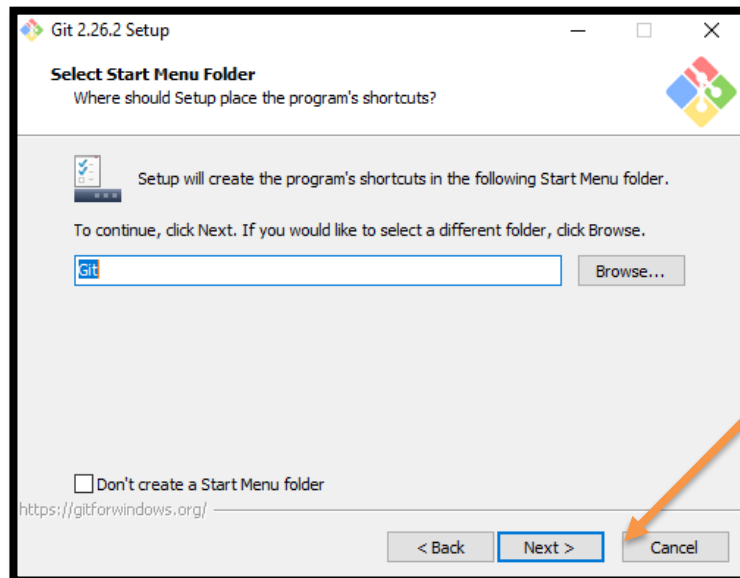 Git 2.26.2 Setup
Select Start Menu Folder
Where should Setup place the program's shortcuts?
Setup will create the program's shortcuts in the following Start Menu folder.
To continue, click Next. If you would like to select a different folder, click Browse.
Git
Browse...
Don't create a Start Menu folder
https://gitforwindows.org/
< Back
Next >
Cancel